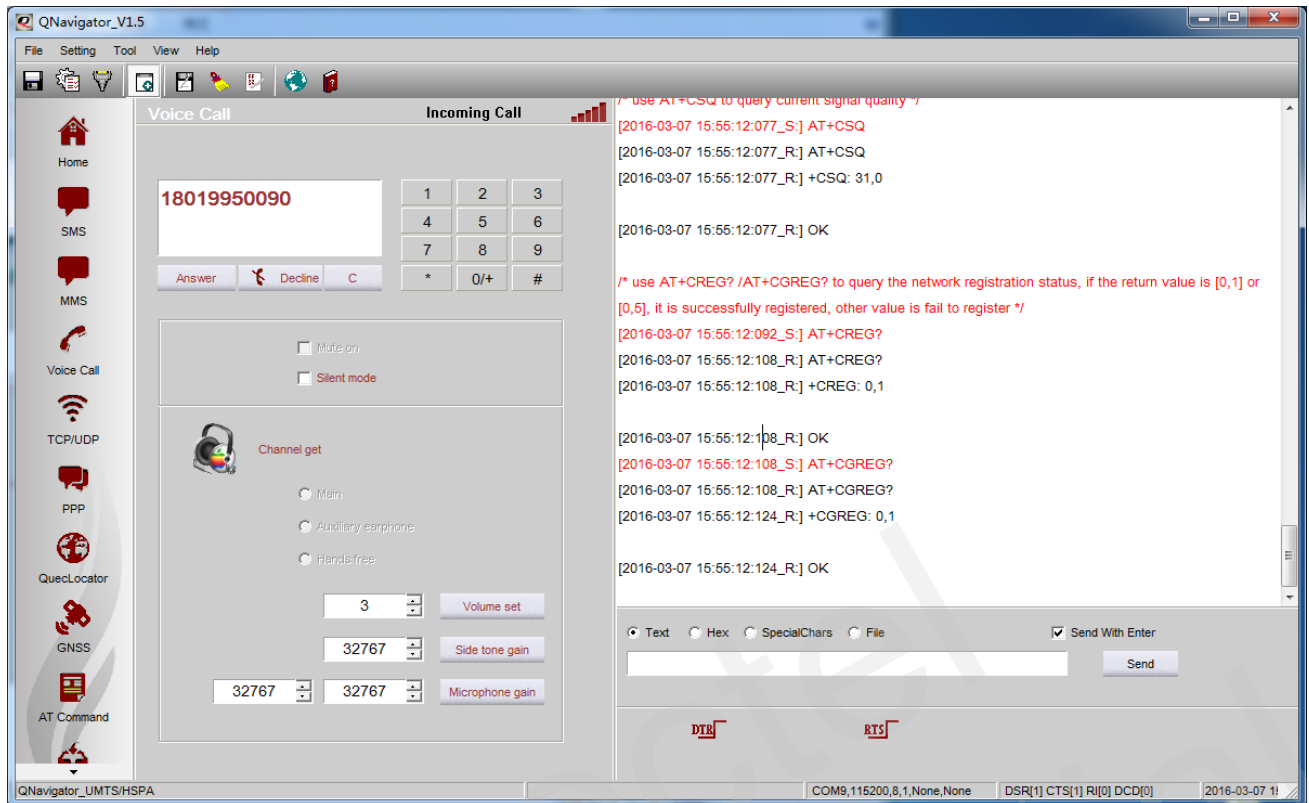 QNavigator_V1.5
File Setting Tool View Help
Home
SMS
MMS
Voice Call
TCP/UDP
PPP
QuecLocator
GNSS
AT Command
Voice Call
Incoming Call
18019950090
1 2 3
4 5 6
7 8 9
* 0/+ #
Answer Decline C
Mute on
Silent mode
Channel get
Main
Auxiliary earphone
Hands free
3 Volume set
32767 Side tone gain
32767 32767 Microphone gain
/* use AT+CSQ to query current signal quality */
[2016-03-07 15:55:12:077_S:] AT+CSQ
[2016-03-07 15:55:12:077_R:] AT+CSQ
[2016-03-07 15:55:12:077_R:] +CSQ: 31,0
[2016-03-07 15:55:12:077_R:] OK
/* use AT+CREG? /AT+CGREG? to query the network registration status, if the return value is [0,1] or
[0,5], it is successfully registered, other value is fail to register */
[2016-03-07 15:55:12:092_S:] AT+CREG?
[2016-03-07 15:55:12:108_R:] AT+CREG?
[2016-03-07 15:55:12:108_R:] +CREG: 0,1
[2016-03-07 15:55:12:108_R:] OK
[2016-03-07 15:55:12:108_S:] AT+CGREG?
[2016-03-07 15:55:12:108_R:] AT+CGREG?
[2016-03-07 15:55:12:124_R:] +CGREG: 0,1
[2016-03-07 15:55:12:124_R:] OK
Text Hex SpecialChars File Send With Enter
Send
DTR RTS
QNavigator_UMTS/HSPA COM9,115200,8,1,None,None DSR[1] CTS[1] RI[0] DCD[0] 2016-03-07